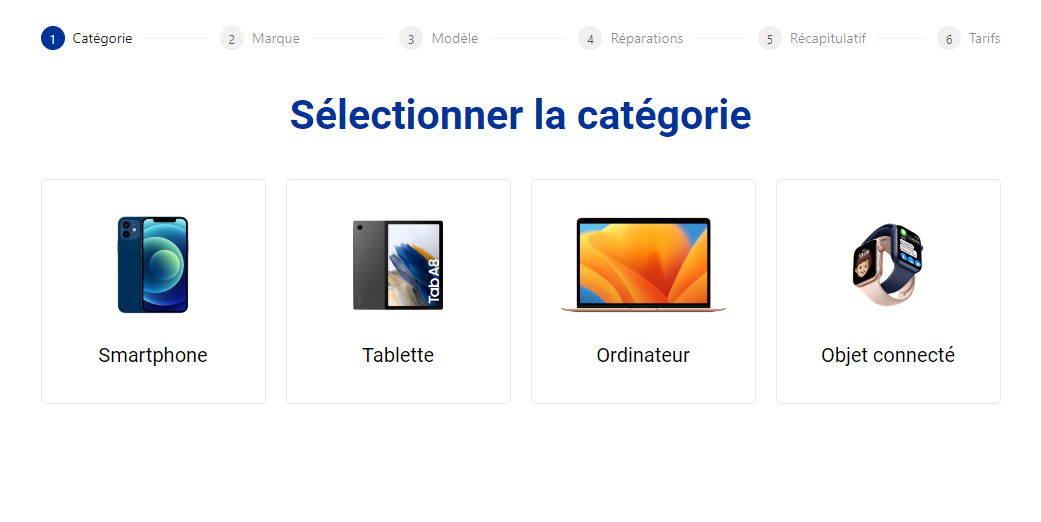 1 Catégorie 2 Marque 3 Modèle 4 Réparations 5 Récapitulatif 6 Tarifs
Sélectionner la catégorie
Tab A8
Smartphone Tablette Ordinateur Objet connecté